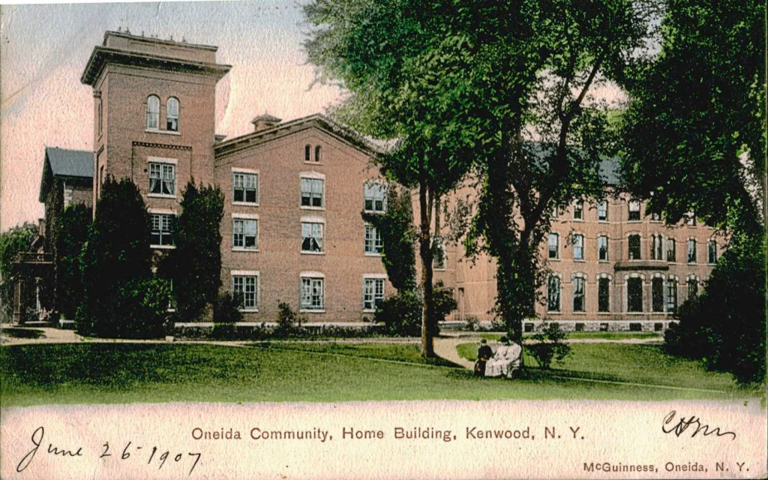 Oneida Community, Home Building, Kenwood, N. Y.
June 26 - 1907
McGuinness, Oneida, N. Y.